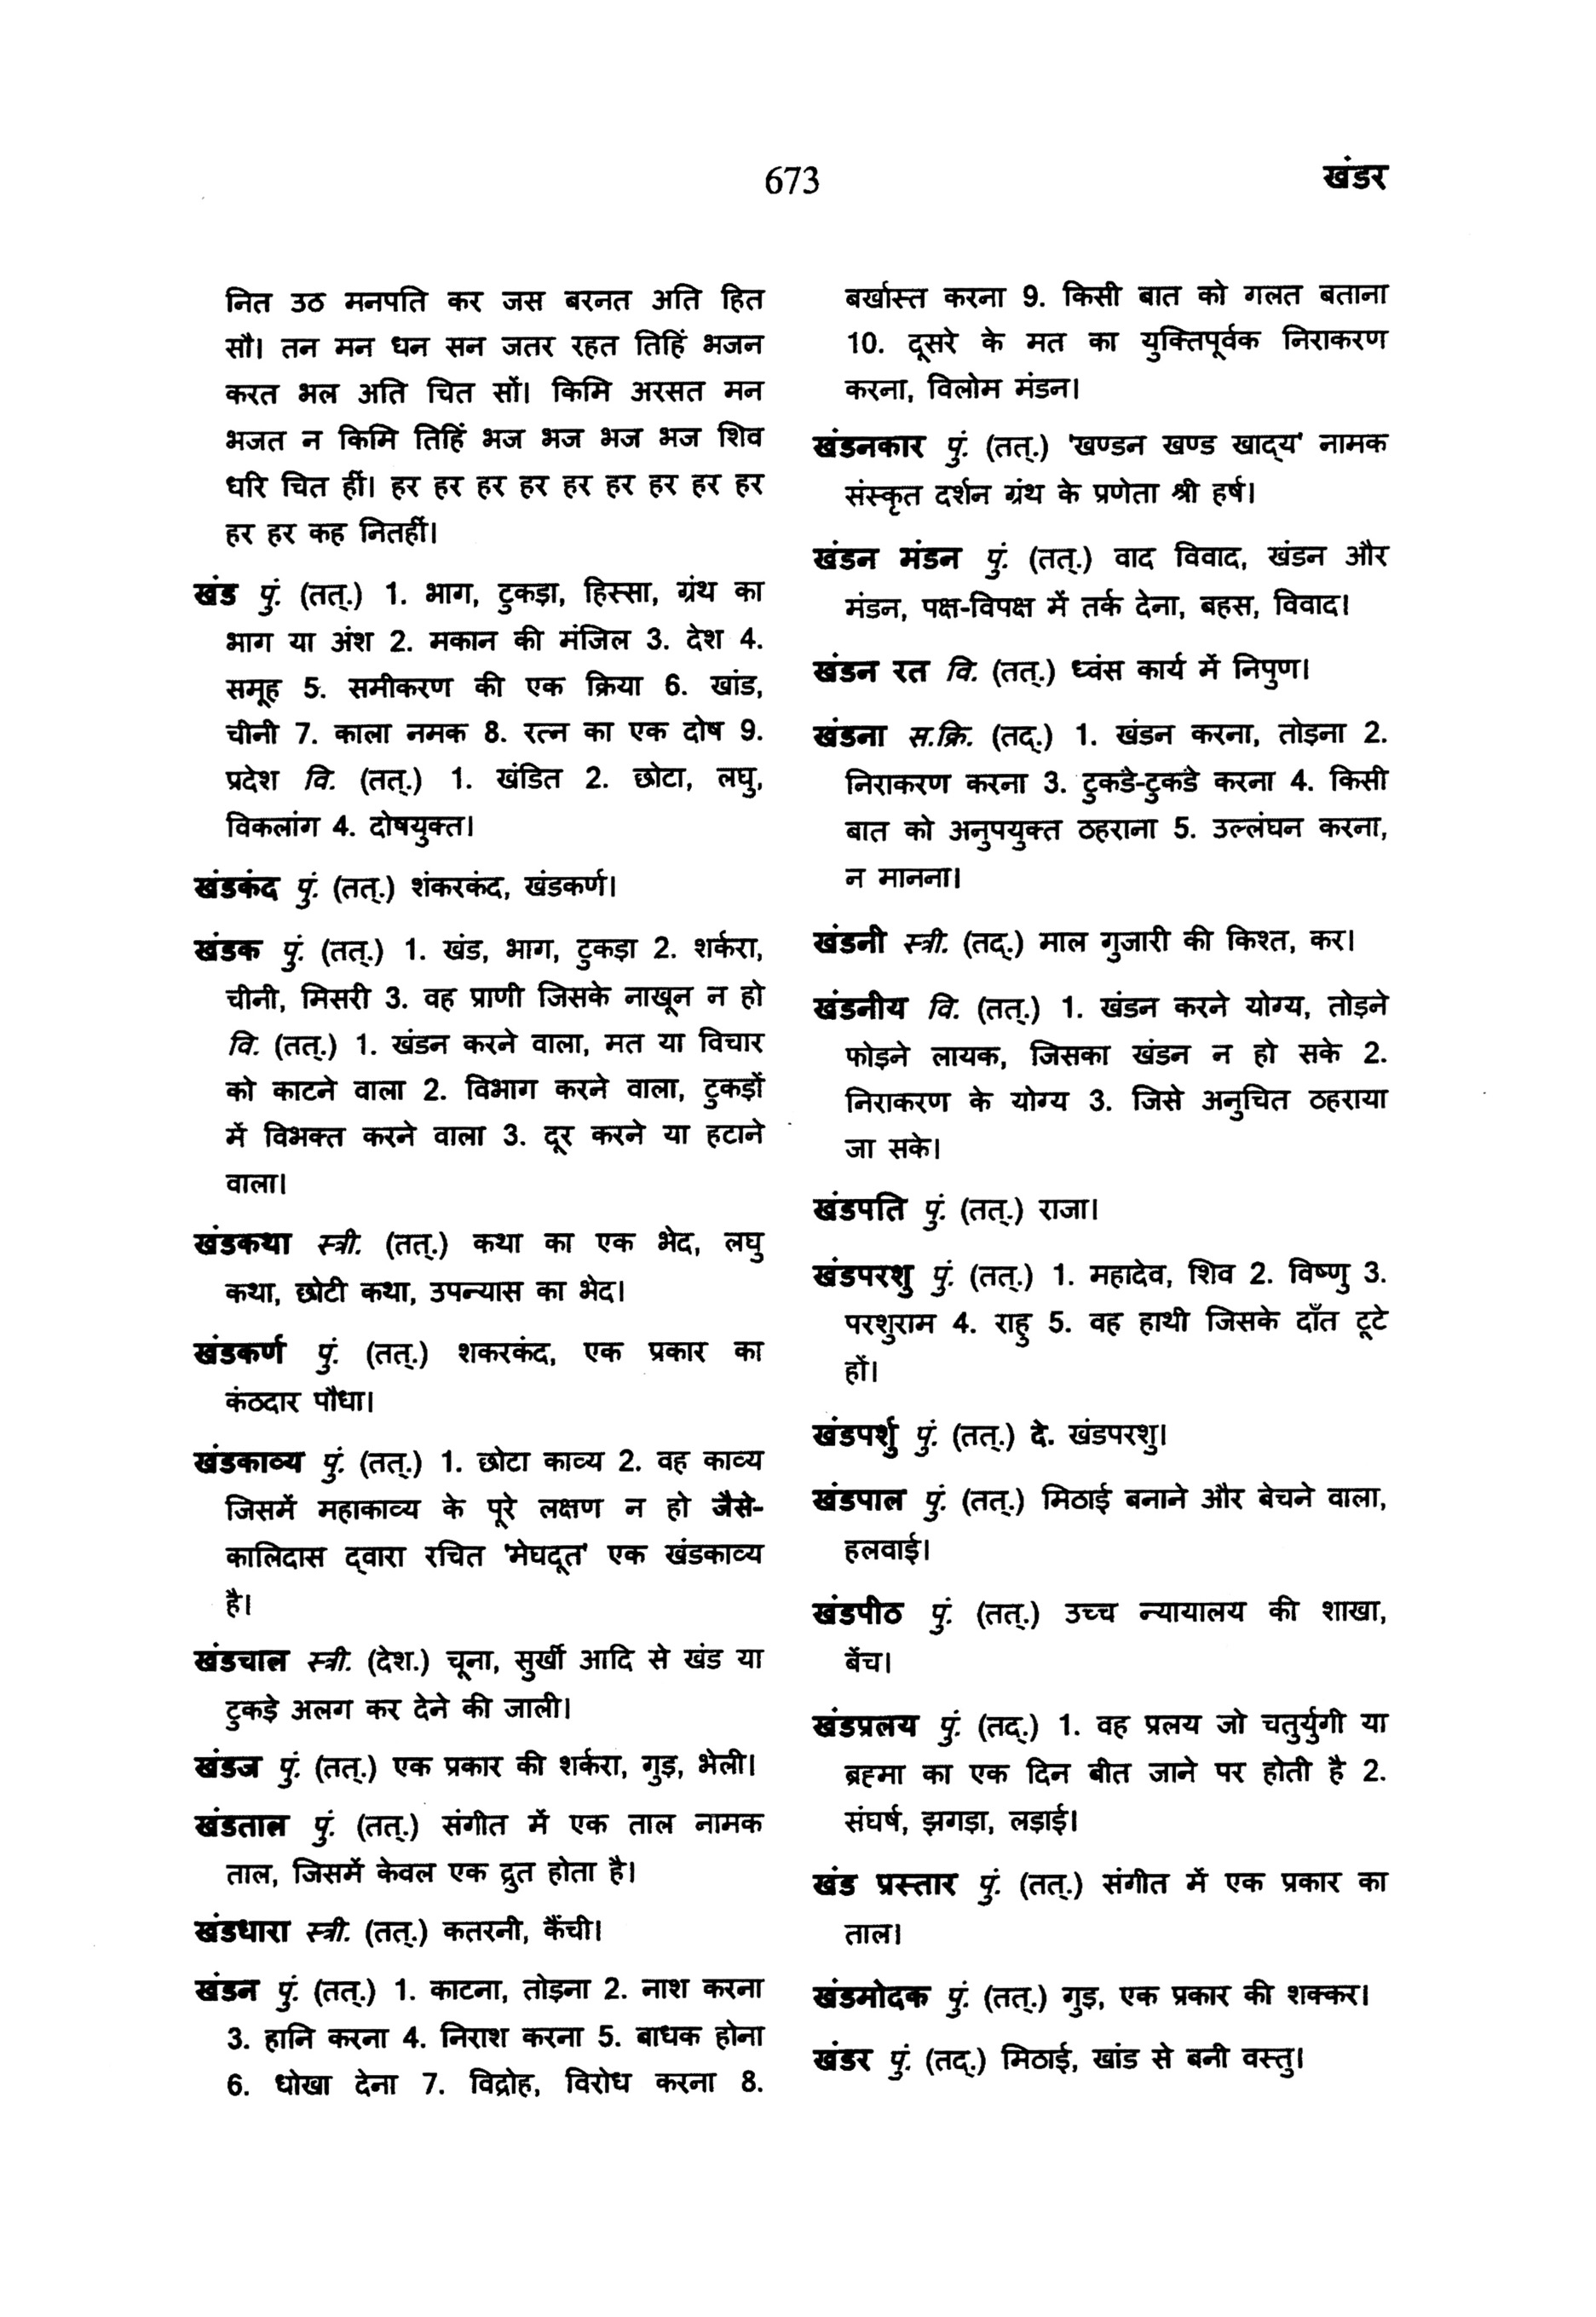 673
खंडर
नित उठ मनपति कर जस बरनत अति हित
सौ। तन मन धन सन जतर रहत तिहिं भजन
करत भल अति चित सों। किमि अरसत मन
भजत न किमि तिहिं भज भज भज भज शिव
धरि चित हीं। हर हर हर हर हर हर हर हर हर
हर हर कह नितहीं।
खंड पुं. (तत्.) 1. भाग, टुकड़ा, हिस्सा, ग्रंथ का
भाग या अंश 2. मकान की मंजिल 3. देश 4.
समूह 5. समीकरण की एक क्रिया 6. खांड,
चीनी 7. काला नमक 8. रत्न का एक दोष 9.
प्रदेश वि. (तत्.) 1. खंडित 2. छोटा, लघु,
विकलांग 4. दोषयुक्त।
खंडकंद पुं. (तत्.) शंकरकंद, खंडकर्ण।
खंडक पुं. (तत्.) 1. खंड, भाग, टुकड़ा 2. शर्करा,
चीनी, मिसरी 3. वह प्राणी जिसके नाखून न हो
वि. (तत्.) 1. खंडन करने वाला, मत या विचार
को काटने वाला 2. विभाग करने वाला, टुकड़ों
में विभक्त करने वाला 3. दूर करने या हटाने
वाला।
खंडकथा स्त्री. (तत्.) कथा का एक भेद, लघु
कथा, छोटी कथा, उपन्यास का भेद।
खंडकर्ण पुं. (तत्.) शकरकंद, एक प्रकार का
कंठदार पौधा।
खंडकाव्य पुं. (तत्.) 1. छोटा काव्य 2. वह काव्य
जिसमें महाकाव्य के पूरे लक्षण न हो जैसे-
कालिदास द्वारा रचित 'मेघदूत' एक खंडकाव्य
है।
खंडचाल स्त्री. (देश.) चूना, सुर्खी आदि से खंड या
टुकड़े अलग कर देने की जाली।
खंडज पुं. (तत्.) एक प्रकार की शर्करा, गुड़, भेली।
खंडताल पुं. (तत्.) संगीत में एक ताल नामक
ताल, जिसमें केवल एक द्रुत होता है।
खंडधारा स्त्री. (तत्.) कतरनी, कैंची।
खंडन पुं. (तत्.) 1. काटना, तोड़ना 2. नाश करना
3. हानि करना 4. निराश करना 5. बाधक होना
6. धोखा देना 7. विद्रोह, विरोध करना 8.
बर्खास्त करना 9. किसी बात को गलत बताना
10. दूसरे के मत का युक्तिपूर्वक निराकरण
करना, विलोम मंडन।
खंडनकार पुं. (तत्.) 'खण्डन खण्ड खाद्य' नामक
संस्कृत दर्शन ग्रंथ के प्रणेता श्री हर्ष।
खंडन मंडन पुं. (तत्.) वाद विवाद, खंडन और
मंडन, पक्ष-विपक्ष में तर्क देना, बहस, विवाद।
खंडन रत वि. (तत्.) ध्वंस कार्य में निपुण।
खंडना स.क्रि. (तद्.) 1. खंडन करना, तोड़ना 2.
निराकरण करना 3. टुकडे-टुकडे करना 4. किसी
बात को अनुपयुक्त ठहराना 5. उल्लंघन करना,
न मानना।
खंडनी स्त्री. (तद्.) माल गुजारी की किश्त, कर।
खंडनीय वि. (तत्.) 1. खंडन करने योग्य, तोड़ने
फोड़ने लायक, जिसका खंडन न हो सके 2.
निराकरण के योग्य 3. जिसे अनुचित ठहराया
जा सके।
खंडपति पुं. (तत्.) राजा।
खंडपरशु पुं. (तत्.) 1. महादेव, शिव 2. विष्णु 3.
परशुराम 4. राहु 5. वह हाथी जिसके दाँत टूटे
हों।
खंडपर्शु पुं. (तत्.) दे. खंडपरशु।
खंडपाल पुं. (तत्.) मिठाई बनाने और बेचने वाला,
हलवाई।
खंडपीठ पुं. (तत्.) उच्च न्यायालय की शाखा,
बेंच।
खंडप्रलय पुं. (तद्.) 1. वह प्रलय जो चतुर्युगी या
ब्रह्मा का एक दिन बीत जाने पर होती है 2.
संघर्ष, झगड़ा, लड़ाई।
खंड प्रस्तार पुं. (तत्.) संगीत में एक प्रकार का
ताल।
खंडमोदक पुं. (तत्.) गुड़, एक प्रकार की शक्कर।
खंडर पुं. (तद्.) मिठाई, खांड से बनी वस्तु।